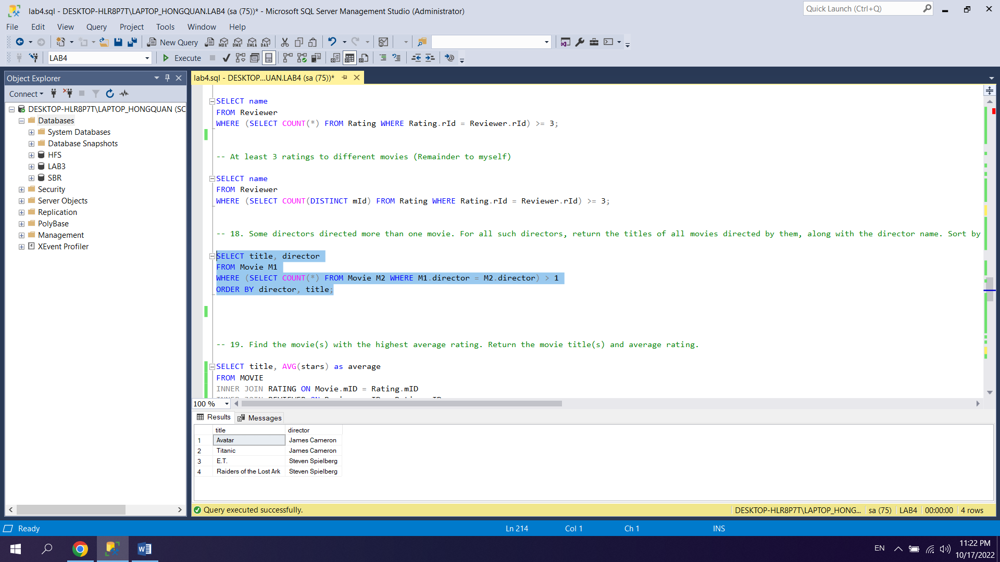 lab4.sql - DESKTOP-HLR8P7T\LAPTOP_HONGQUAN.LAB4 (sa (75))* - Microsoft SQL Server Management Studio (Administrator)
Quick Launch (Ctrl+Q)
File Edit View Query Project Tools Window Help
New Query
MDX DMX XMLA DAX
LAB4
Execute
Object Explorer
Connect
DESKTOP-HLR8P7T\LAPTOP_HONGQUAN (SC
Databases
System Databases
Database Snapshots
HFS
LAB3
SBR
Security
Server Objects
Replication
PolyBase
Management
XEvent Profiler
lab4.sql - DESKTOP...UAN.LAB4 (sa (75))*
SELECT name
FROM Reviewer
WHERE (SELECT COUNT(*) FROM Rating WHERE Rating.rId = Reviewer.rId) >= 3;
-- At least 3 ratings to different movies (Remainder to myself)
SELECT name
FROM Reviewer
WHERE (SELECT COUNT(DISTINCT mId) FROM Rating WHERE Rating.rId = Reviewer.rId) >= 3;
-- 18. Some directors directed more than one movie. For all such directors, return the titles of all movies directed by them, along with the director name. Sort by
SELECT title, director
FROM Movie M1
WHERE (SELECT COUNT(*) FROM Movie M2 WHERE M1.director = M2.director) > 1
ORDER BY director, title;
-- 19. Find the movie(s) with the highest average rating. Return the movie title(s) and average rating.
SELECT title, AVG(stars) as average
FROM MOVIE
INNER JOIN RATING ON Movie.mID = Rating.mID
100 %
Results Messages
title director
1 Avatar James Cameron
2 Titanic James Cameron
3 E.T. Steven Spielberg
4 Raiders of the Lost Ark Steven Spielberg
Query executed successfully.
DESKTOP-HLR8P7T\LAPTOP_HONG... sa (75) LAB4 00:00:00 4 rows
Ready
Ln 214 Col 1 Ch 1 INS
EN
11:22 PM
10/17/2022